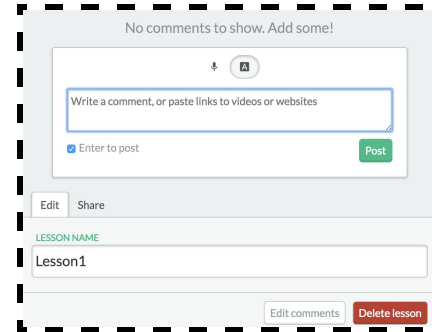 No comments to show. Add some!
A
Write a comment, or paste links to videos or websites
Enter to post
Post
Edit Share
LESSON NAME
Lesson1
Edit comments Delete lesson